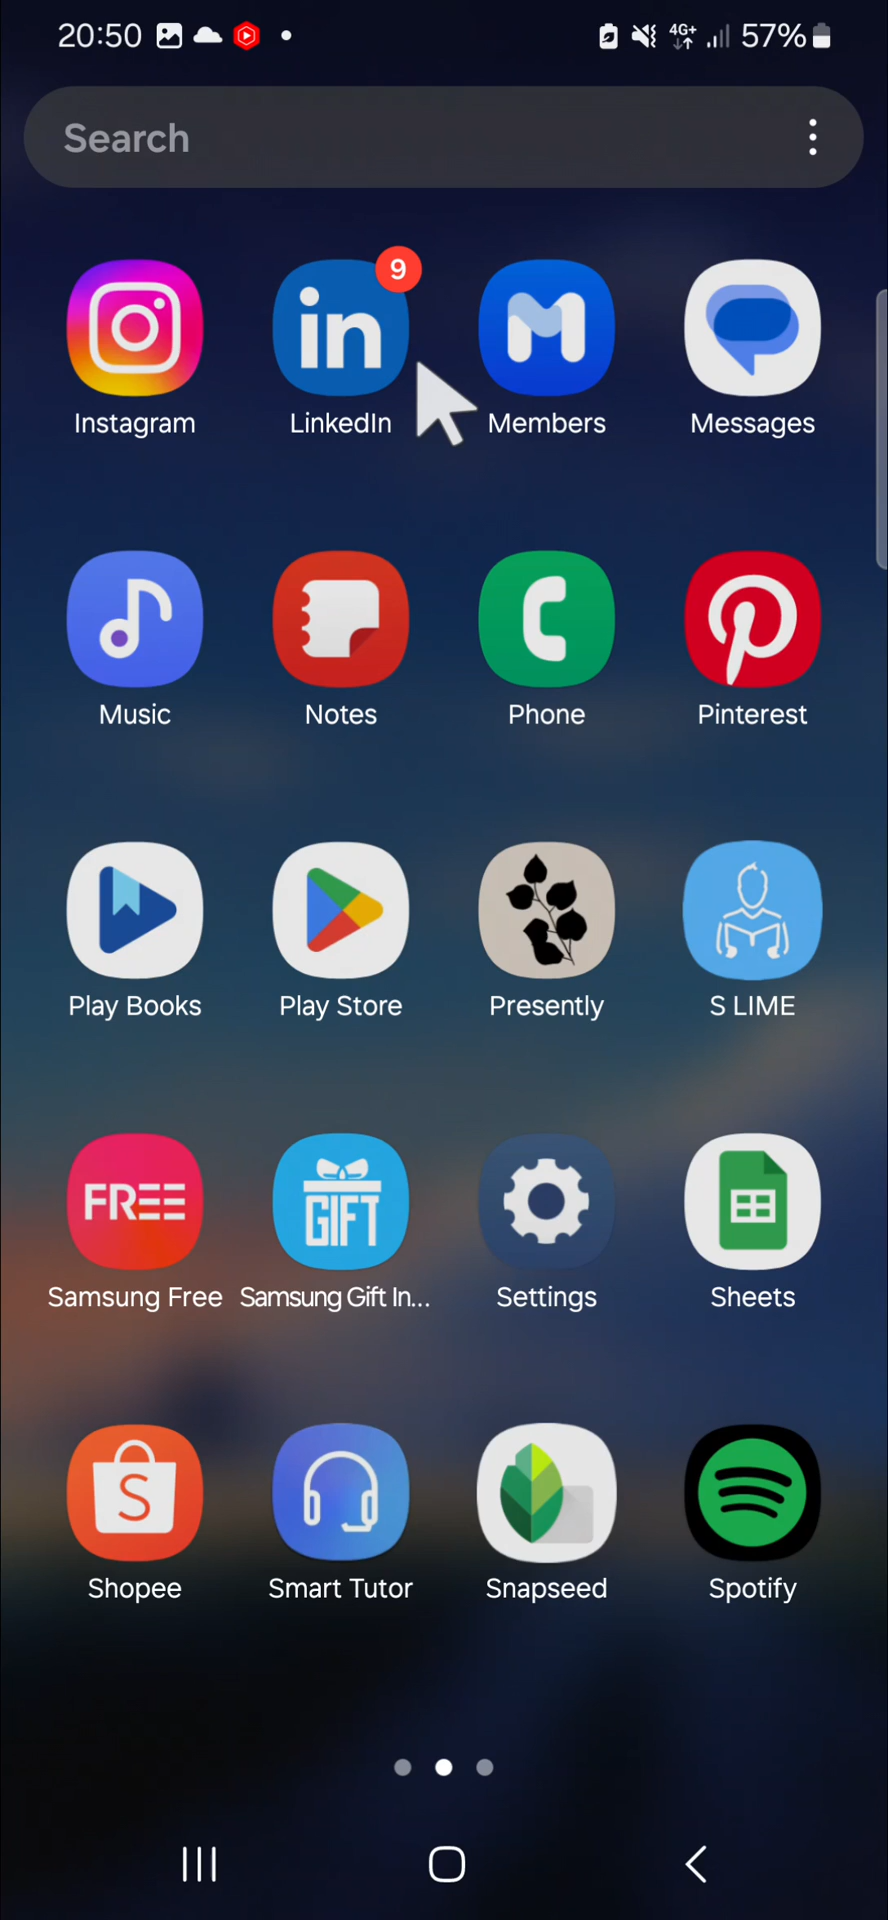 20:50 4G+ 57%
Search
9
Instagram LinkedIn Members Messages
Music Notes Phone Pinterest
Play Books Play Store Presently S LIME
FREE GIFT
Samsung Free Samsung Gift In... Settings Sheets
Shopee Smart Tutor Snapseed Spotify